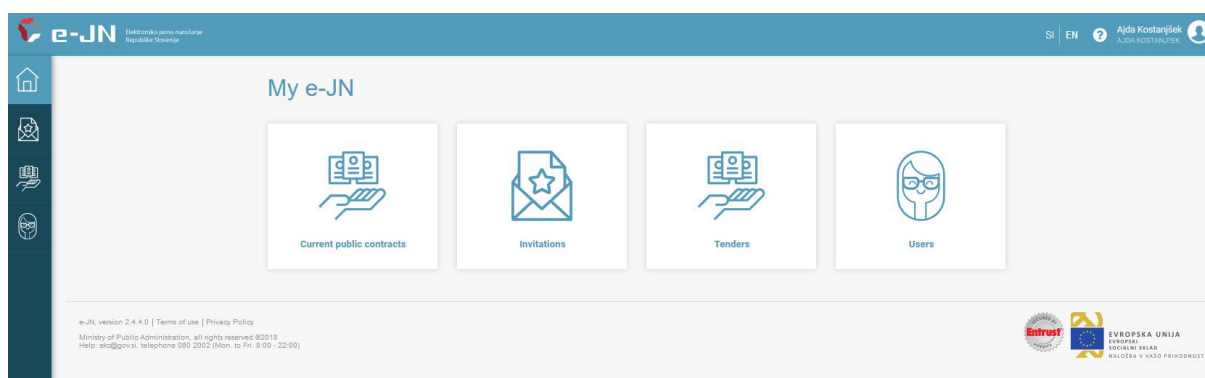 e-JN
Elektronsko javno naročanje
Republike Slovenije
SI | EN
?
Ajda Kostanjšek
AJDA KOSTANJŠEK
My e-JN
Current public contracts
Invitations
Tenders
Users
e-JN, version 2.4.4.0 | Terms of use | Privacy Policy
Ministry of Public Administration, all rights reserved ©2018
Help: eko@gov.si, telephone 080 2002 (Mon. to Fri. 8:00 - 22:00)
SECURED BY
Entrust
EVROPSKA UNIJA
EVROPSKI
SOCIALNI SKLAD
NALOŽBA V VAŠO PRIHODNOST